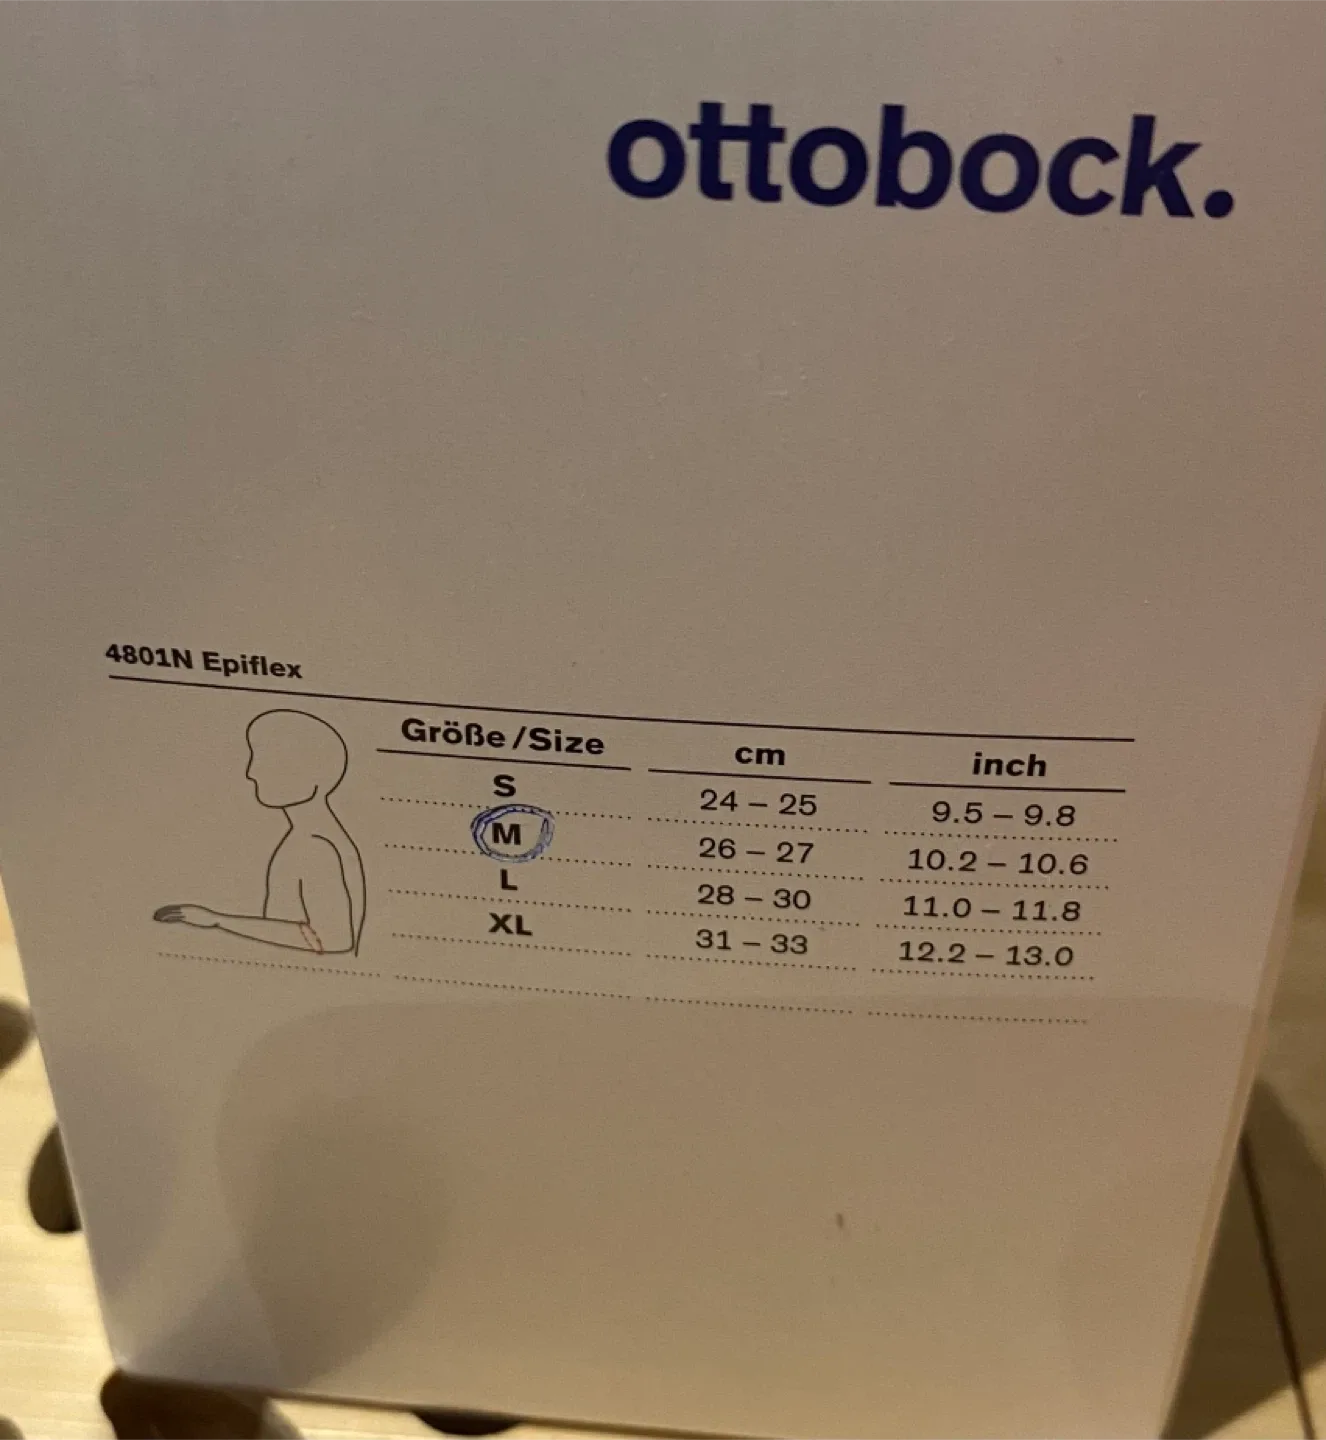 ottobock.
4801N Epiflex
Größe/Size cm inch
S 24 – 25 9.5 – 9.8
M 26 – 27 10.2 – 10.6
L 28 – 30 11.0 – 11.8
XL 31 – 33 12.2 – 13.0